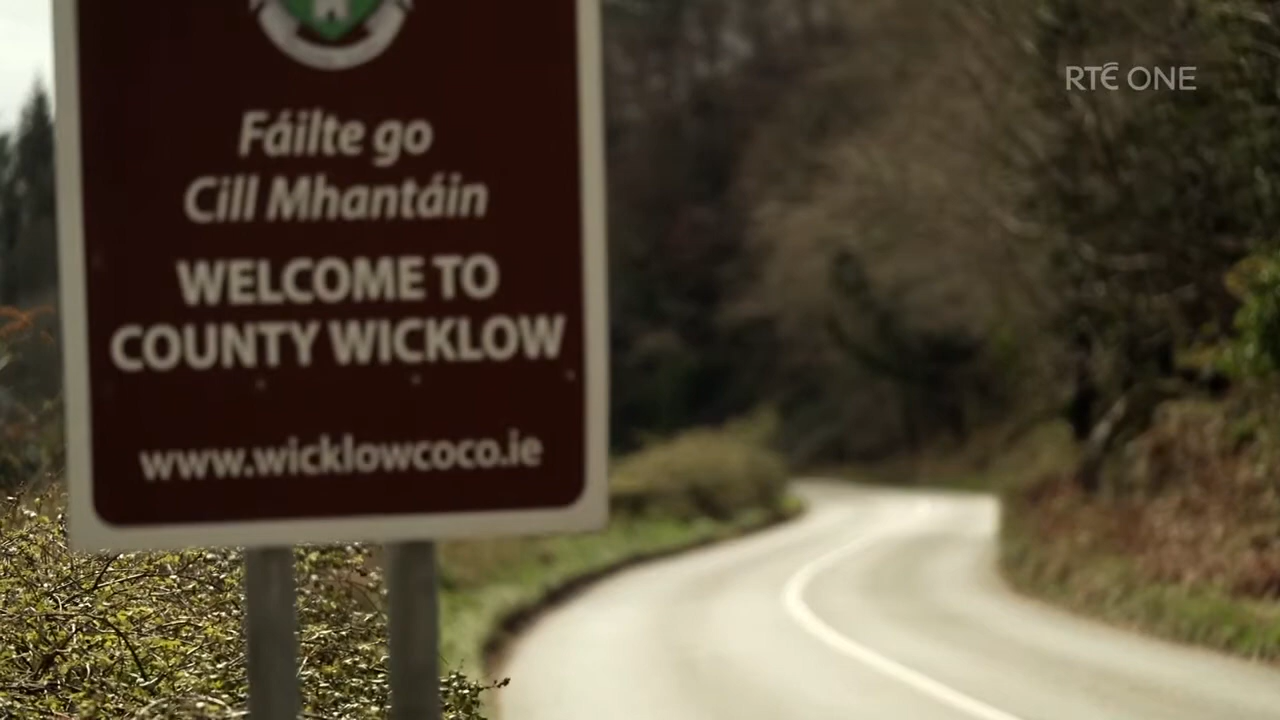 RTÉ ONE
Fáilte go
Cill Mhantáin
WELCOME TO
COUNTY WICKLOW
www.wicklowcoco.ie